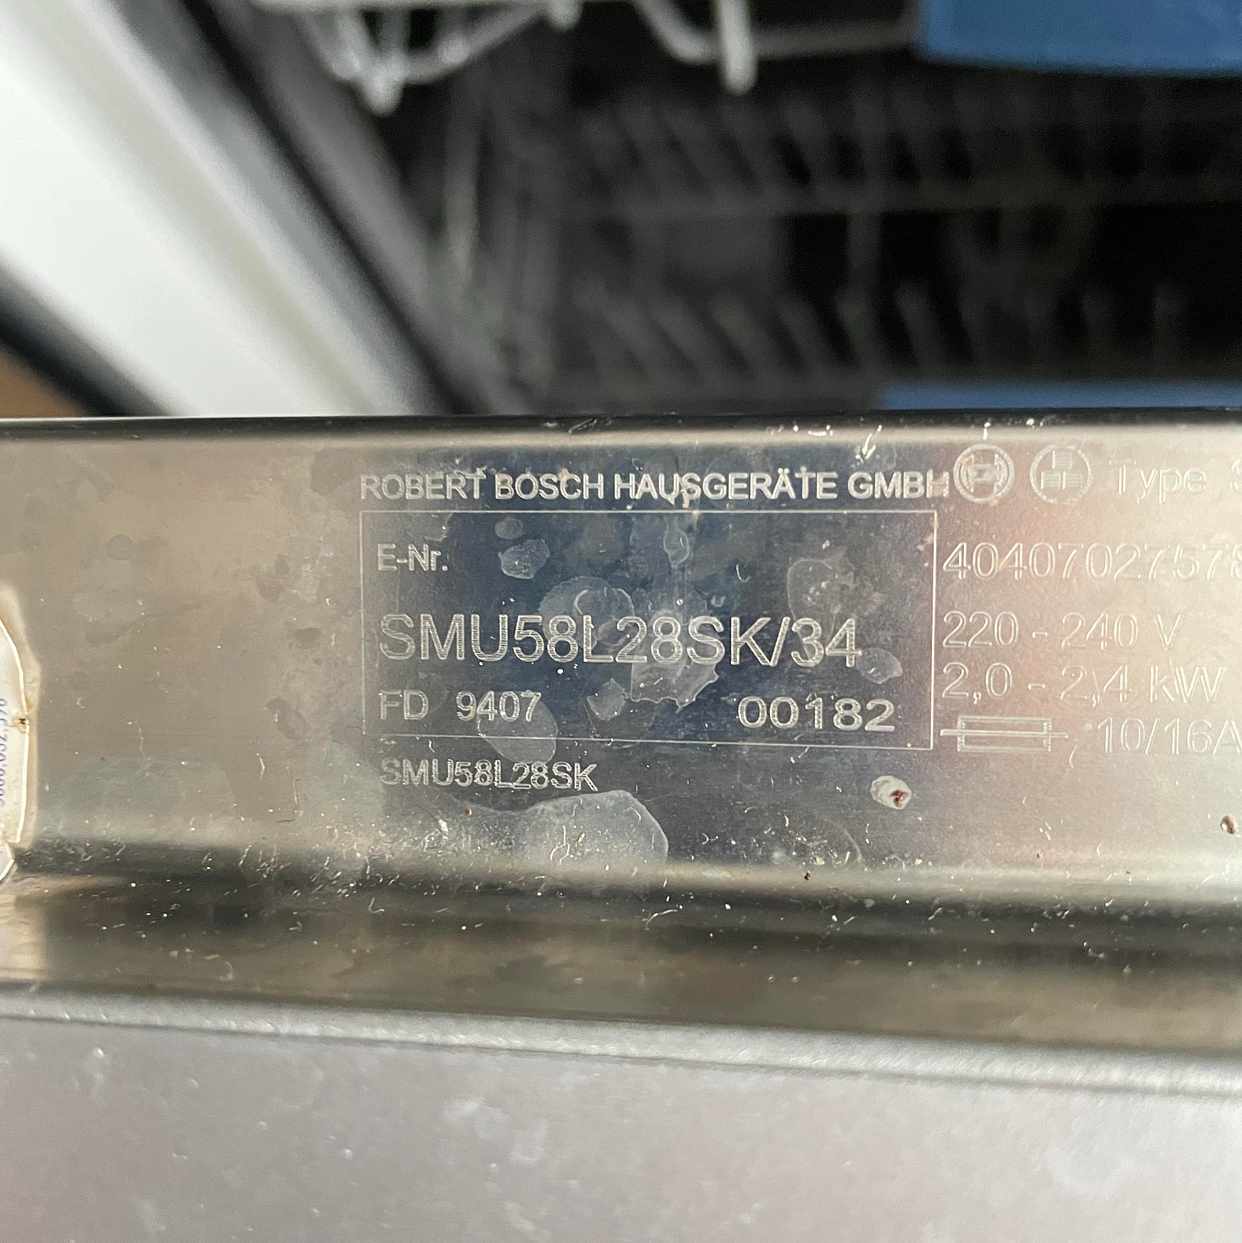 ROBERT BOSCH HAUSGERÄTE GMBH
Type
E-Nr.
SMU58L28SK/34
FD 9407 00182
SMU58L28SK
220 - 240 V
2,0 - 2,4 kW
10/16A